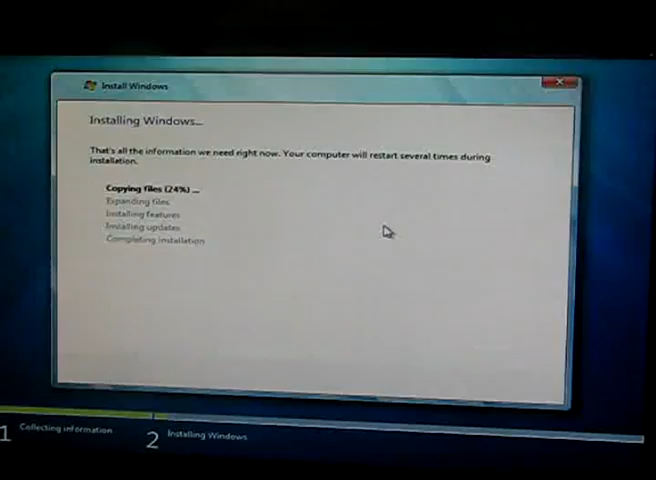 Install Windows
Installing Windows...
That's all the information we need right now. Your computer will restart several times during
installation.
Copying files (24%) ...
Expanding files
Installing features
Installing updates
Completing installation
1 Collecting information
2 Installing Windows